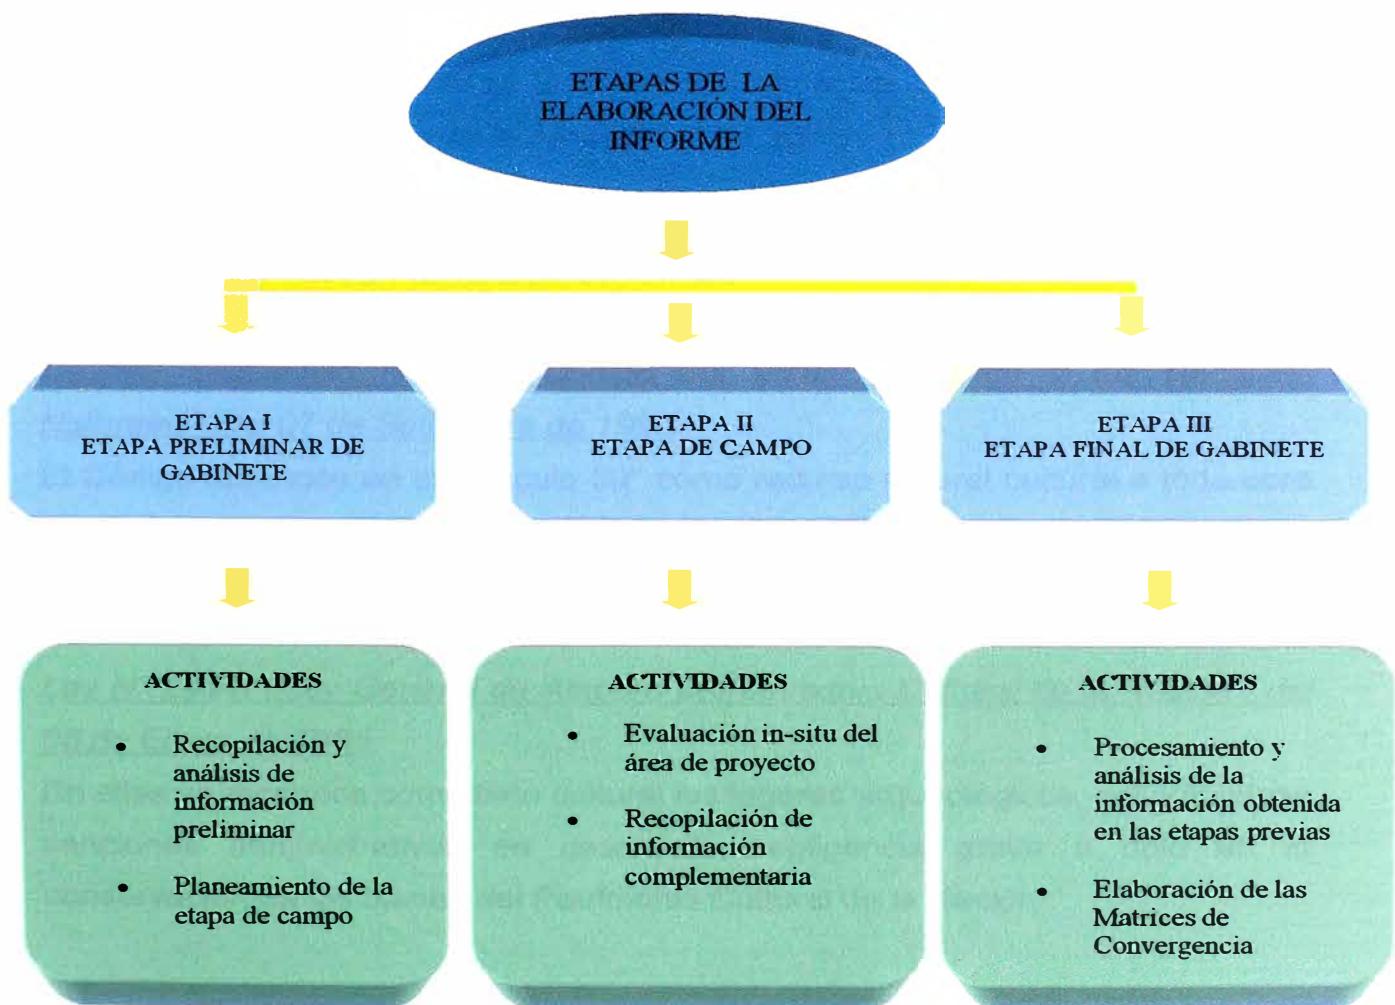 ETAPAS DE LA
ELABORACIÓN DEL
INFORME
ETAPA I
ETAPA PRELIMINAR DE
GABINETE
ETAPA II
ETAPA DE CAMPO
ETAPA III
ETAPA FINAL DE GABINETE
ACTIVIDADES
• Recopilación y
análisis de
información
preliminar
• Planeamiento de la
etapa de campo
ACTIVIDADES
• Evaluación in-situ del
área de proyecto
• Recopilación de
información
complementaria
ACTIVIDADES
• Procesamiento y
análisis de la
información obtenida
en las etapas previas
• Elaboración de las
Matrices de
Convergencia